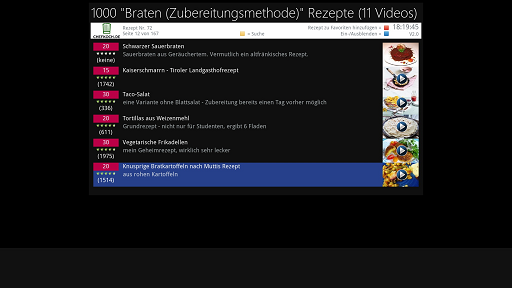 1000 "Braten (Zubereitungsmethode)" Rezepte (11 Videos)
CHEFKOCH.DE
Rezept Nr. 72
Seite 12 von 167
= Suche
Rezept zu Favoriten hinzufügen =
Ein-/Ausblenden =
18:19:45
V2.0
20
(keine)
Schwarzer Sauerbraten
Sauerbraten aus Geräuchertem. Vermutlich ein altfränkisches Rezept.
15
(1742)
Kaiserschmarrn - Tiroler Landgasthofrezept
30
(336)
Taco-Salat
eine Variante ohne Blattsalat - Zubereitung bereits einen Tag vorher möglich
20
(611)
Tortillas aus Weizenmehl
Grundrezept - nicht nur für Studenten, ergibt 6 Fladen
30
(1975)
Vegetarische Frikadellen
mein Geheimrezept, wirklich sehr lecker
20
(1514)
Knusprige Bratkartoffeln nach Muttis Rezept
aus rohen Kartoffeln